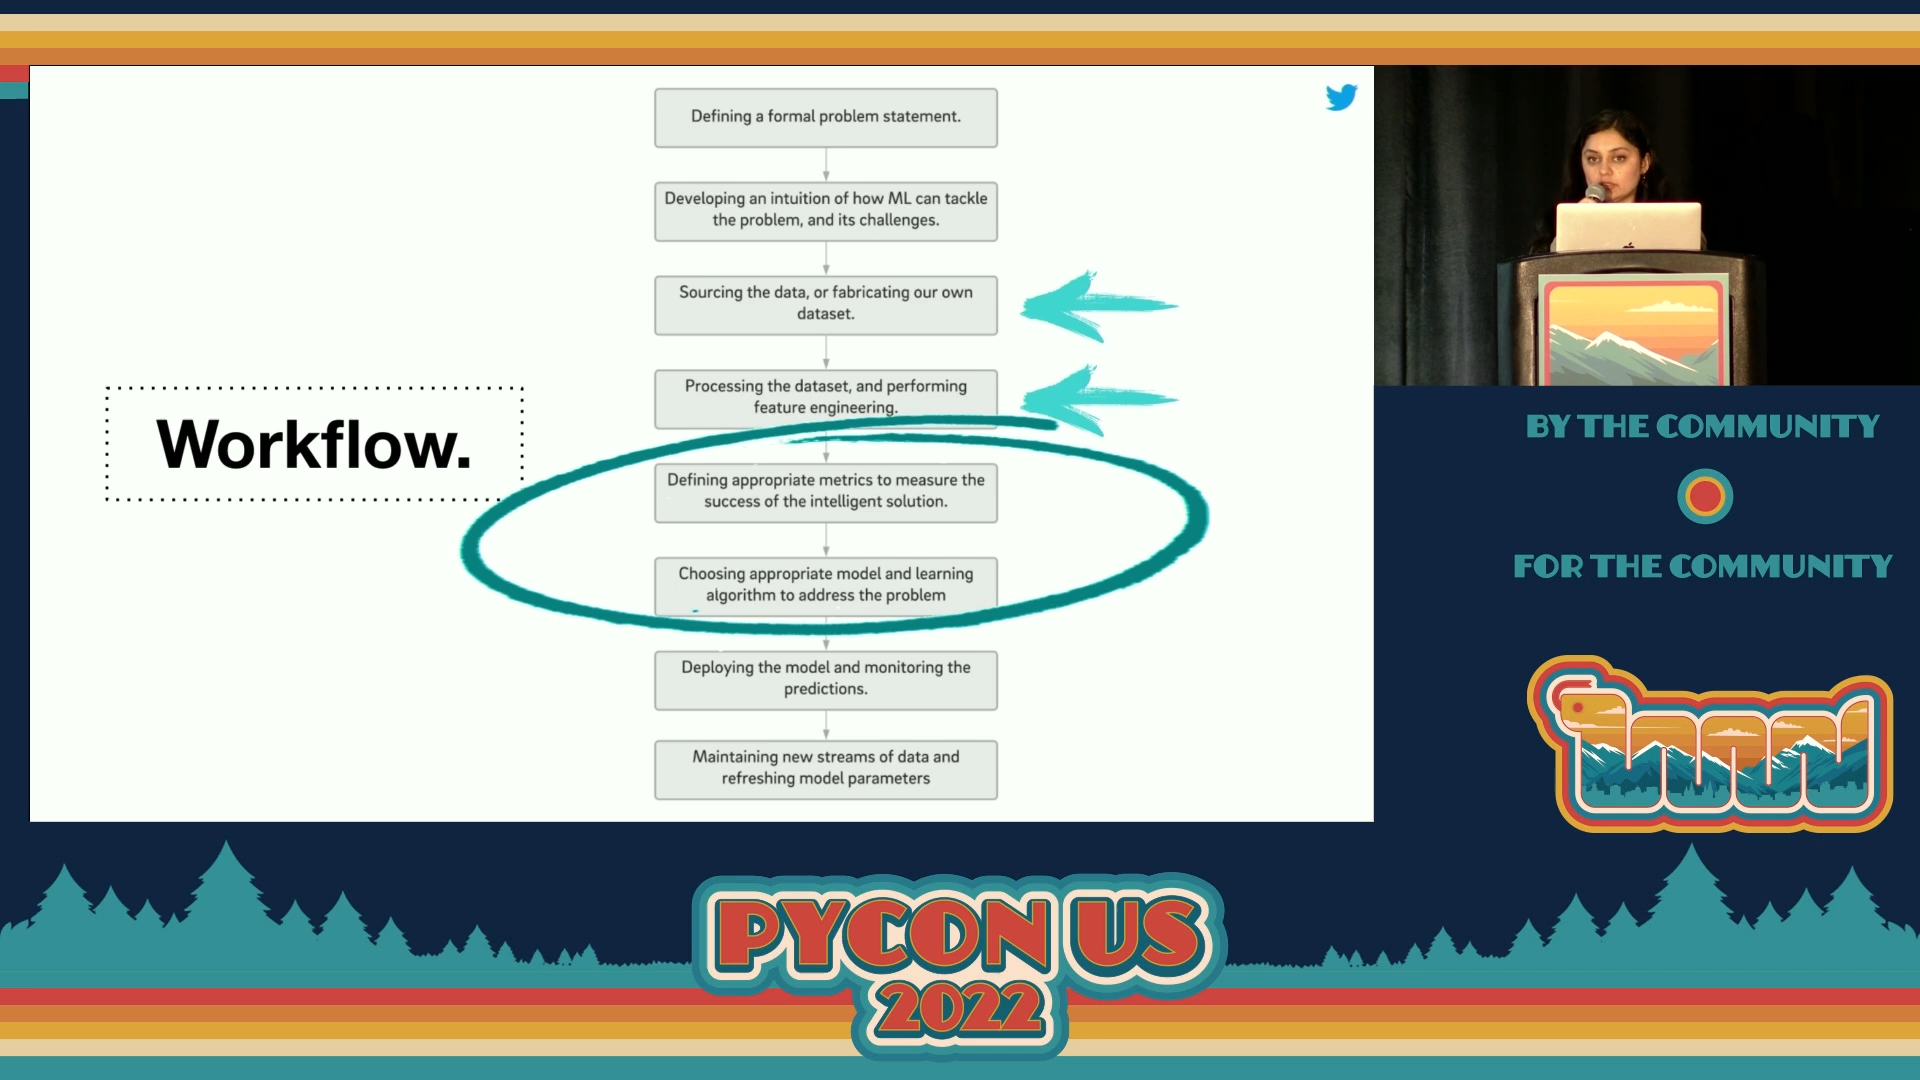 Workflow.
Defining a formal problem statement.
Developing an intuition of how ML can tackle
the problem, and its challenges.
Sourcing the data, or fabricating our own
dataset.
Processing the dataset, and performing
feature engineering.
Defining appropriate metrics to measure the
success of the intelligent solution.
Choosing appropriate model and learning
algorithm to address the problem
Deploying the model and monitoring the
predictions.
Maintaining new streams of data and
refreshing model parameters
BY THE COMMUNITY
FOR THE COMMUNITY
PYCON US
2022